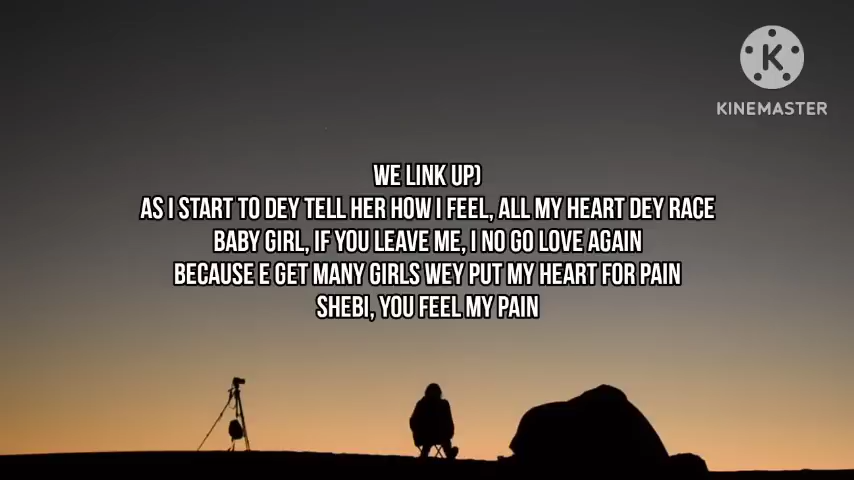 KINEMASTER
WE LINK UP)
AS I START TO DEY TELL HER HOW I FEEL, ALL MY HEART DEY RACE
BABY GIRL, IF YOU LEAVE ME, I NO GO LOVE AGAIN
BECAUSE E GET MANY GIRLS WEY PUT MY HEART FOR PAIN
SHEBI, YOU FEEL MY PAIN